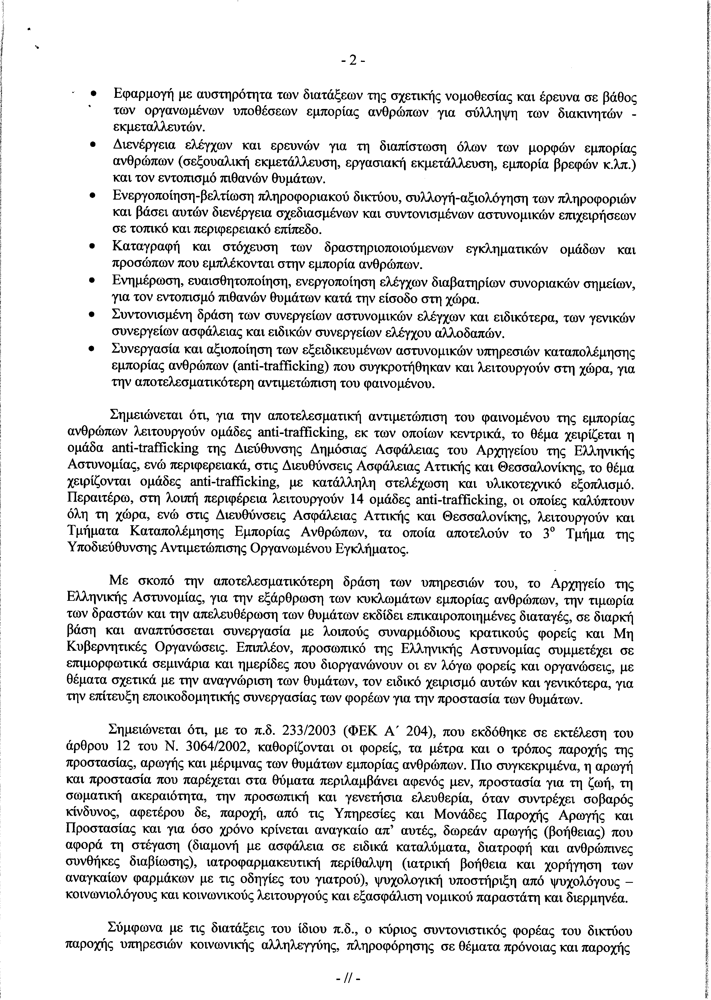 - 2 -
• Εφαρμογή με αυστηρότητα των διατάξεων της σχετικής νομοθεσίας και έρευνα σε βάθος
των οργανωμένων υποθέσεων εμπορίας ανθρώπων για σύλληψη των διακινητών -
εκμεταλλευτών.
• Διενέργεια ελέγχων και ερευνών για τη διαπίστωση όλων των μορφών εμπορίας
ανθρώπων (σεξουαλική εκμετάλλευση, εργασιακή εκμετάλλευση, εμπορία βρεφών κ.λπ.)
και τον εντοπισμό πιθανών θυμάτων.
• Ενεργοποίηση-βελτίωση πληροφοριακού δικτύου, συλλογή-αξιολόγηση των πληροφοριών
και βάσει αυτών διενέργεια σχεδιασμένων και συντονισμένων αστυνομικών επιχειρήσεων
σε τοπικό και περιφερειακό επίπεδο.
• Καταγραφή και στόχευση των δραστηριοποιούμενων εγκληματικών ομάδων και
προσώπων που εμπλέκονται στην εμπορία ανθρώπων.
• Ενημέρωση, ευαισθητοποίηση, ενεργοποίηση ελέγχων διαβατηρίων συνοριακών σημείων,
για τον εντοπισμό πιθανών θυμάτων κατά την είσοδο στη χώρα.
• Συντονισμένη δράση των συνεργείων αστυνομικών ελέγχων και ειδικότερα, των γενικών
συνεργείων ασφάλειας και ειδικών συνεργείων ελέγχου αλλοδαπών.
• Συνεργασία και αξιοποίηση των εξειδικευμένων αστυνομικών υπηρεσιών καταπολέμησης
εμπορίας ανθρώπων (anti-trafficking) που συγκροτήθηκαν και λειτουργούν στη χώρα, για
την αποτελεσματικότερη αντιμετώπιση του φαινομένου.
Σημειώνεται ότι, για την αποτελεσματική αντιμετώπιση του φαινομένου της εμπορίας
ανθρώπων λειτουργούν ομάδες anti-trafficking, εκ των οποίων κεντρικά, το θέμα χειρίζεται η
ομάδα anti-trafficking της Διεύθυνσης Δημόσιας Ασφάλειας του Αρχηγείου της Ελληνικής
Αστυνομίας, ενώ περιφερειακά, στις Διευθύνσεις Ασφάλειας Αττικής και Θεσσαλονίκης, το θέμα
χειρίζονται ομάδες anti-trafficking, με κατάλληλη στελέχωση και υλικοτεχνικό εξοπλισμό.
Περαιτέρω, στη λοιπή περιφέρεια λειτουργούν 14 ομάδες anti-trafficking, οι οποίες καλύπτουν
όλη τη χώρα, ενώ στις Διευθύνσεις Ασφάλειας Αττικής και Θεσσαλονίκης, λειτουργούν και
Τμήματα Καταπολέμησης Εμπορίας Ανθρώπων, τα οποία αποτελούν το 3ο Τμήμα της
Υποδιεύθυνσης Αντιμετώπισης Οργανωμένου Εγκλήματος.
Με σκοπό την αποτελεσματικότερη δράση των υπηρεσιών του, το Αρχηγείο της
Ελληνικής Αστυνομίας, για την εξάρθρωση των κυκλωμάτων εμπορίας ανθρώπων, την τιμωρία
των δραστών και την απελευθέρωση των θυμάτων εκδίδει επικαιροποιημένες διαταγές, σε διαρκή
βάση και αναπτύσσεται συνεργασία με λοιπούς συναρμόδιους κρατικούς φορείς και Μη
Κυβερνητικές Οργανώσεις. Επιπλέον, προσωπικό της Ελληνικής Αστυνομίας συμμετέχει σε
επιμορφωτικά σεμινάρια και ημερίδες που διοργανώνουν οι εν λόγω φορείς και οργανώσεις, με
θέματα σχετικά με την αναγνώριση των θυμάτων, τον ειδικό χειρισμό αυτών και γενικότερα, για
την επίτευξη εποικοδομητικής συνεργασίας των φορέων για την προστασία των θυμάτων.
Σημειώνεται ότι, με το π.δ. 233/2003 (ΦΕΚ Α΄ 204), που εκδόθηκε σε εκτέλεση του
άρθρου 12 του Ν. 3064/2002, καθορίζονται οι φορείς, τα μέτρα και ο τρόπος παροχής της
προστασίας, αρωγής και μέριμνας των θυμάτων εμπορίας ανθρώπων. Πιο συγκεκριμένα, η αρωγή
και προστασία που παρέχεται στα θύματα περιλαμβάνει αφενός μεν, προστασία για τη ζωή, τη
σωματική ακεραιότητα, την προσωπική και γενετήσια ελευθερία, όταν συντρέχει σοβαρός
κίνδυνος, αφετέρου δε, παροχή, από τις Υπηρεσίες και Μονάδες Παροχής Αρωγής και
Προστασίας και για όσο χρόνο κρίνεται αναγκαίο απ’ αυτές, δωρεάν αρωγής (βοήθειας) που
αφορά τη στέγαση (διαμονή με ασφάλεια σε ειδικά καταλύματα, διατροφή και ανθρώπινες
συνθήκες διαβίωσης), ιατροφαρμακευτική περίθαλψη (ιατρική βοήθεια και χορήγηση των
αναγκαίων φαρμάκων με τις οδηγίες του γιατρού), ψυχολογική υποστήριξη από ψυχολόγους –
κοινωνιολόγους και κοινωνικούς λειτουργούς και εξασφάλιση νομικού παραστάτη και διερμηνέα.
Σύμφωνα με τις διατάξεις του ίδιου π.δ., ο κύριος συντονιστικός φορέας του δικτύου
παροχής υπηρεσιών κοινωνικής αλληλεγγύης, πληροφόρησης σε θέματα πρόνοιας και παροχής
- // -